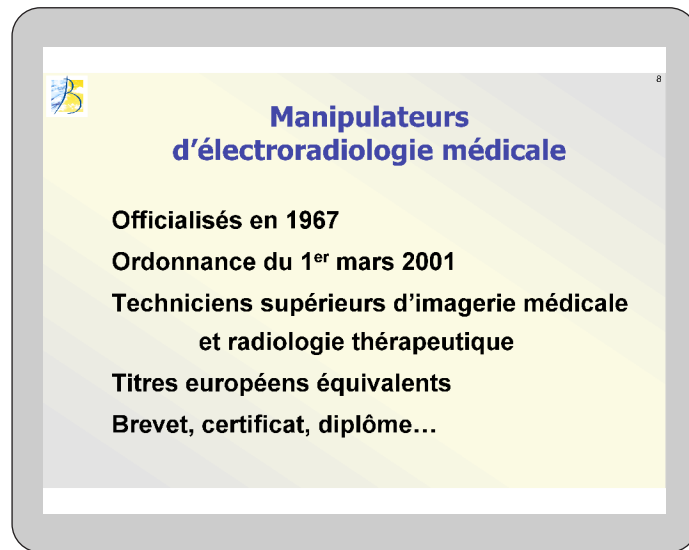 8
Manipulateurs
d'électroradiologie médicale
Officialisés en 1967
Ordonnance du 1er mars 2001
Techniciens supérieurs d'imagerie médicale
et radiologie thérapeutique
Titres européens équivalents
Brevet, certificat, diplôme…